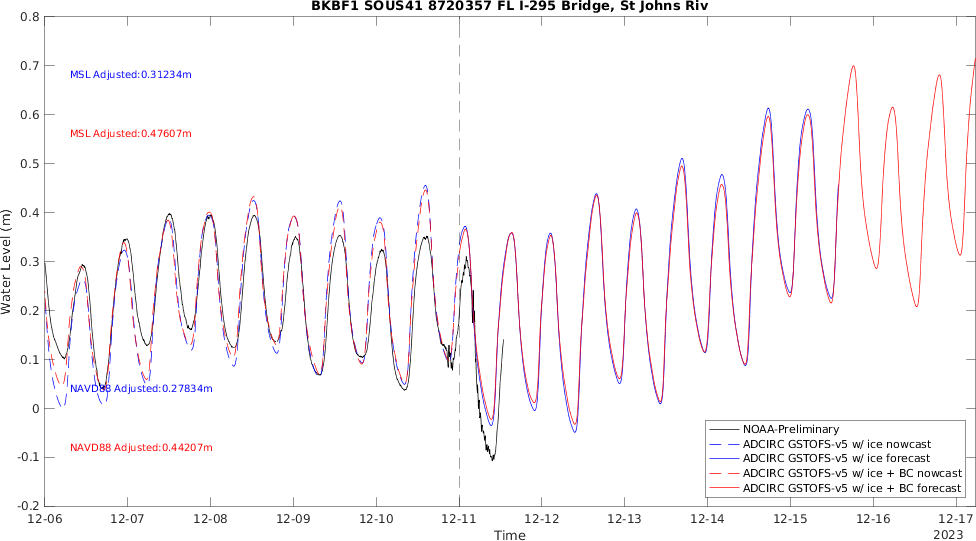 BKBF1 SOUS41 8720357 FL I-295 Bridge, St Johns Riv
0.8
0.7
0.6
0.5
0.4
0.3
0.2
0.1
0
-0.1
-0.2
Water Level (m)
MSL Adjusted:0.31234m
MSL Adjusted:0.47607m
NAVD88 Adjusted:0.27834m
NAVD88 Adjusted:0.44207m
NOAA-Preliminary
ADCIRC GSTOFS-v5 w/ ice nowcast
ADCIRC GSTOFS-v5 w/ ice forecast
ADCIRC GSTOFS-v5 w/ ice + BC nowcast
ADCIRC GSTOFS-v5 w/ ice + BC forecast
12-06 12-07 12-08 12-09 12-10 12-11 12-12 12-13 12-14 12-15 12-16 12-17
Time
2023